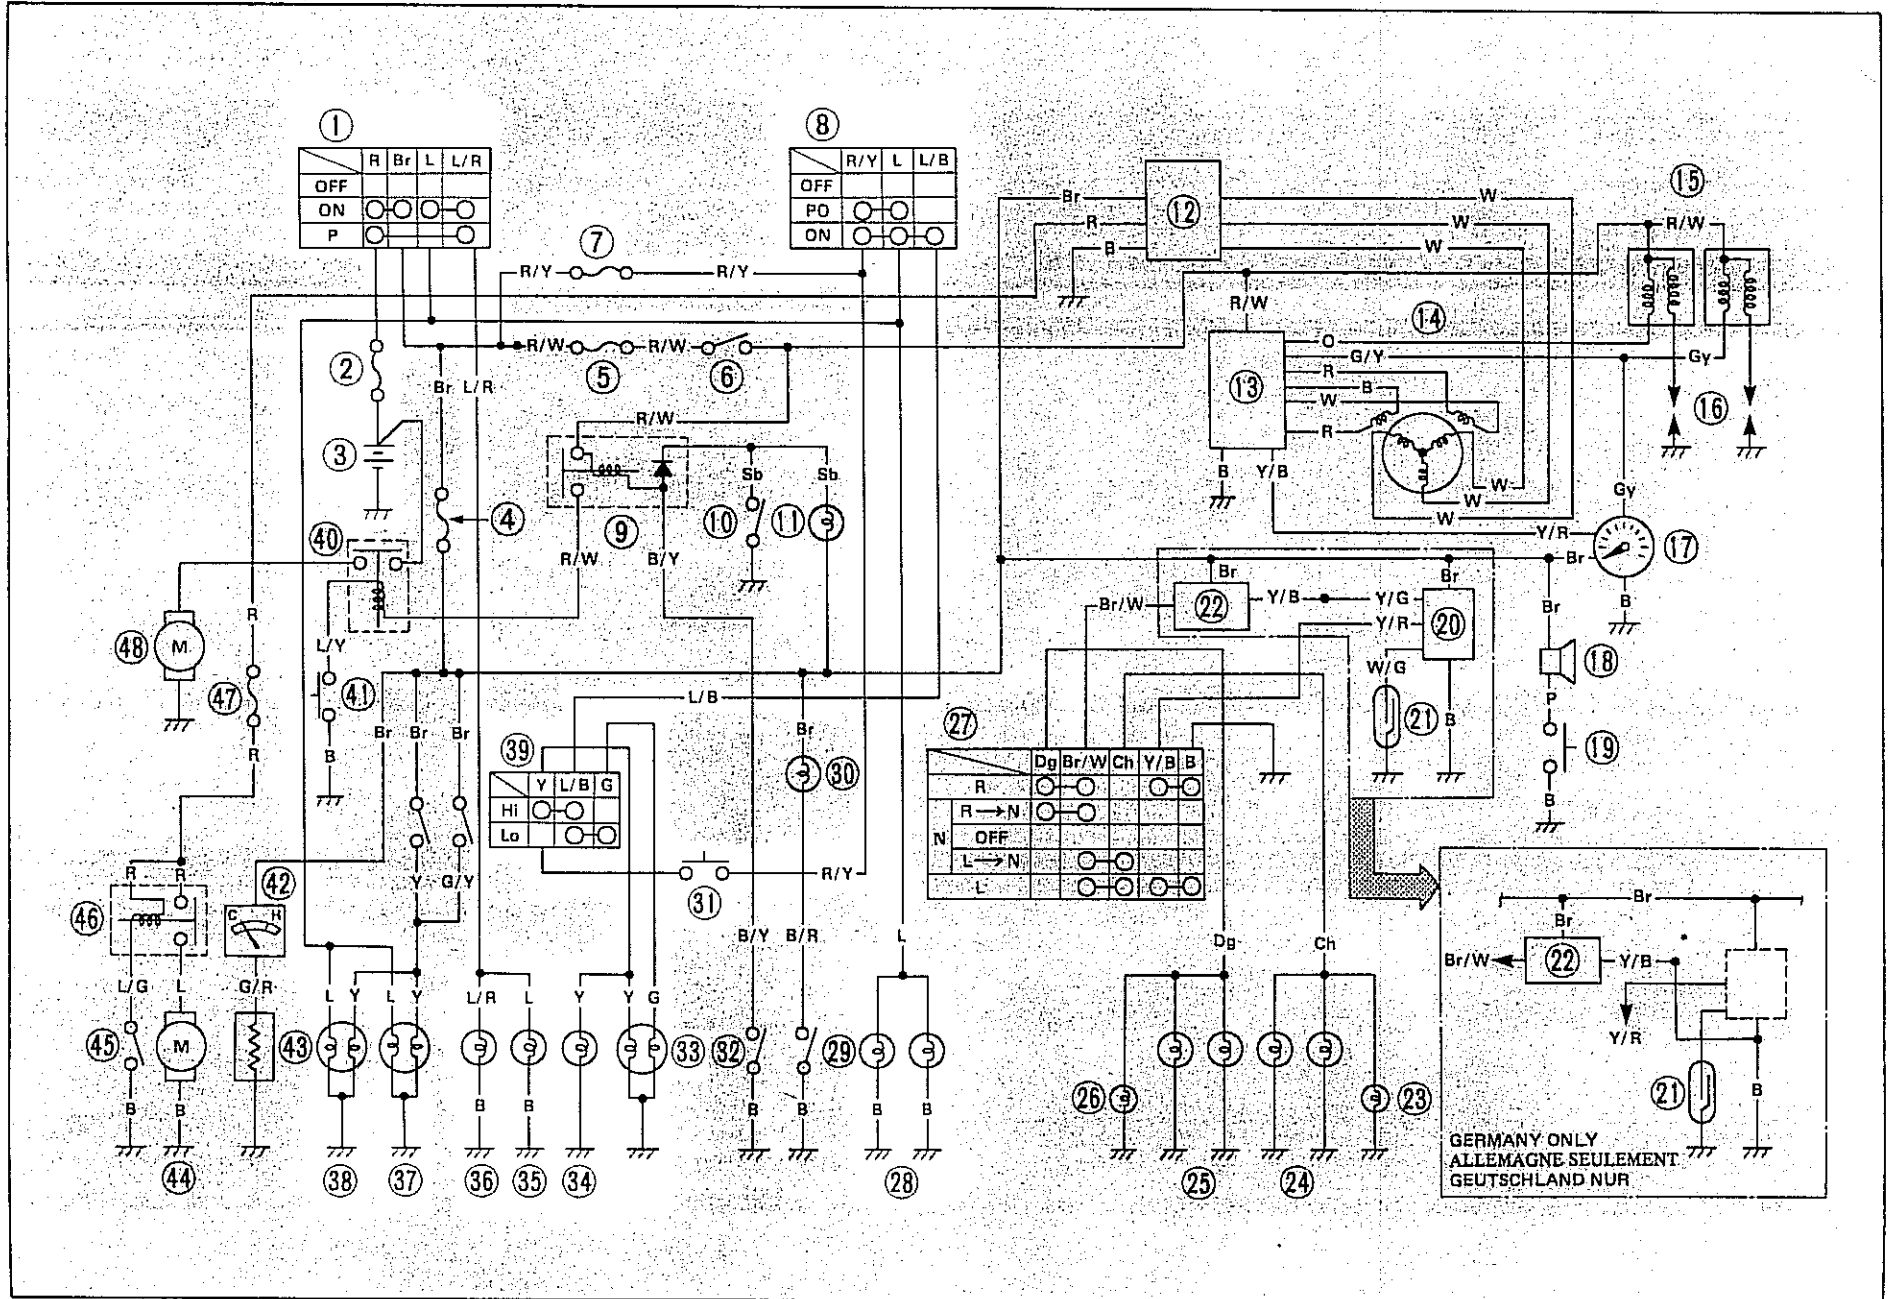 ① ⑧
R Br L L/R
OFF
ON
P
R/Y L L/B
OFF
PO
ON
⑦
R/Y R/Y
Br R B
⑫
W W W
⑮
R/W
R/W
⑭
② R/W R/W
⑤ ⑥
Br L/R
⑬
O
G/Y Gy
R
B
W
R
⑯
R/W
③
⑨
Sb Sb
⑩ ⑪
④
B Y/B
W
W
W
Gy
Y/R
⑰
Br
B
㊵
R/W B/Y
Br Br
Br/W ㉒ Y/B Y/G
Y/R ⑳
W/G
㉑
B
Br
⑱
P
⑲
B
㊽ M
R
㊼
R
L/Y
㊶
B
Br Br Br
L/B
Br
㉚
㊴
Y L/B G
Hi
Lo
㉛
R/Y
㉗
Dg Br/W Ch Y/B B
R
N
R→N
OFF
L→N
L
R R
㊻
㊷
C H
Y G/Y
B/Y B/R L
Dg Ch
L/G L G/R
L Y L Y
L/R L Y Y G
㊺ M ㊸ ㉝ ㉜ ㉙
㉖ ㉓
B B B B B B B B
㊹ ㊳ ㊲ ㊱ ㉟ ㉞ ㉘ ㉕ ㉔
Br
Br
Br/W ㉒ Y/B
Y/R
㉑
B
GERMANY ONLY
ALLEMAGNE SEULEMENT
GEUTSCHLAND NUR